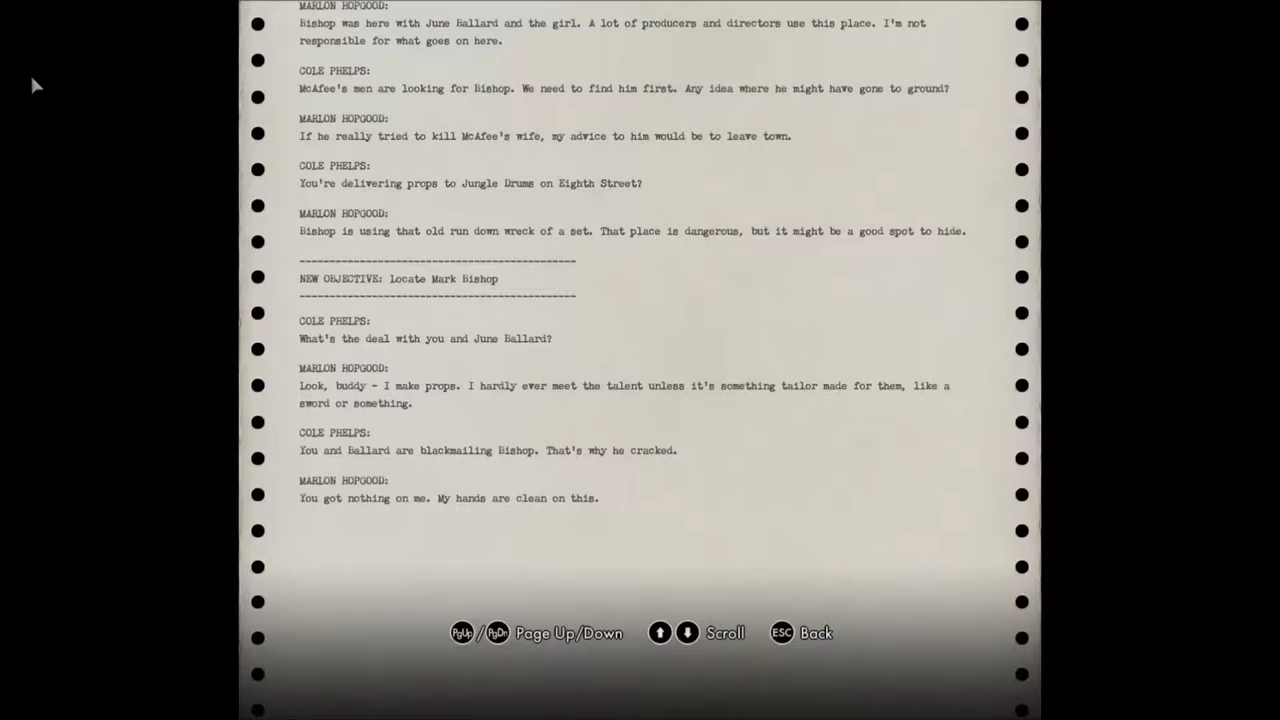 MARLON HOPGOOD:
Bishop was here with June Ballard and the girl. A lot of producers and directors use this place. I'm not
responsible for what goes on here.
COLE PHELPS:
McAfee's men are looking for Bishop. We need to find him first. Any idea where he might have gone to ground?
MARLON HOPGOOD:
If he really tried to kill McAfee's wife, my advice to him would be to leave town.
COLE PHELPS:
You're delivering props to Jungle Drums on Eighth Street?
MARLON HOPGOOD:
Bishop is using that old run down wreck of a set. That place is dangerous, but it might be a good spot to hide.
----------------------------------------------
NEW OBJECTIVE: Locate Mark Bishop
----------------------------------------------
COLE PHELPS:
What's the deal with you and June Ballard?
MARLON HOPGOOD:
Look, buddy - I make props. I hardly ever meet the talent unless it's something tailor made for them, like a
sword or something.
COLE PHELPS:
You and Ballard are blackmailing Bishop. That's why he cracked.
MARLON HOPGOOD:
You got nothing on me. My hands are clean on this.
PgUp/PgDn Page Up/Down ⬆ ⬇ Scroll ESC Back